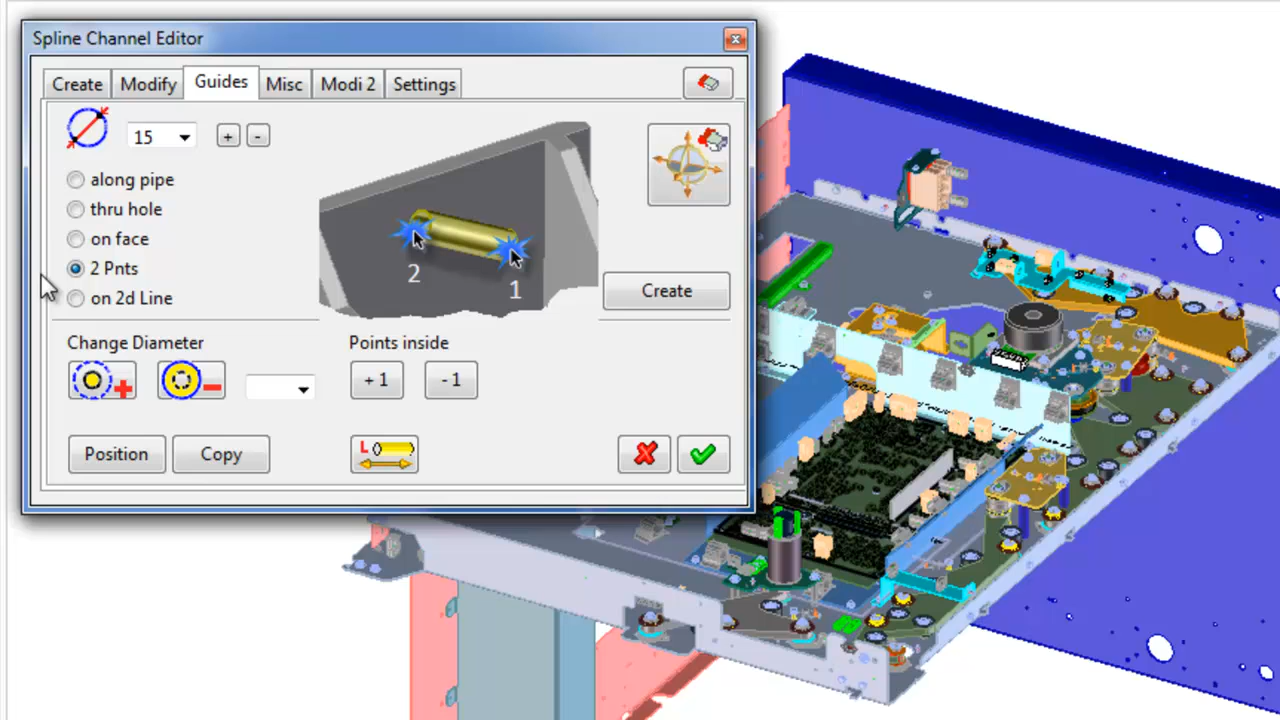 Spline Channel Editor
Create Modify Guides Misc Modi 2 Settings
15 + -
along pipe
thru hole
on face
2 Pnts
on 2d Line
2
1
Create
Change Diameter Points inside
+ 1 - 1
Position Copy L